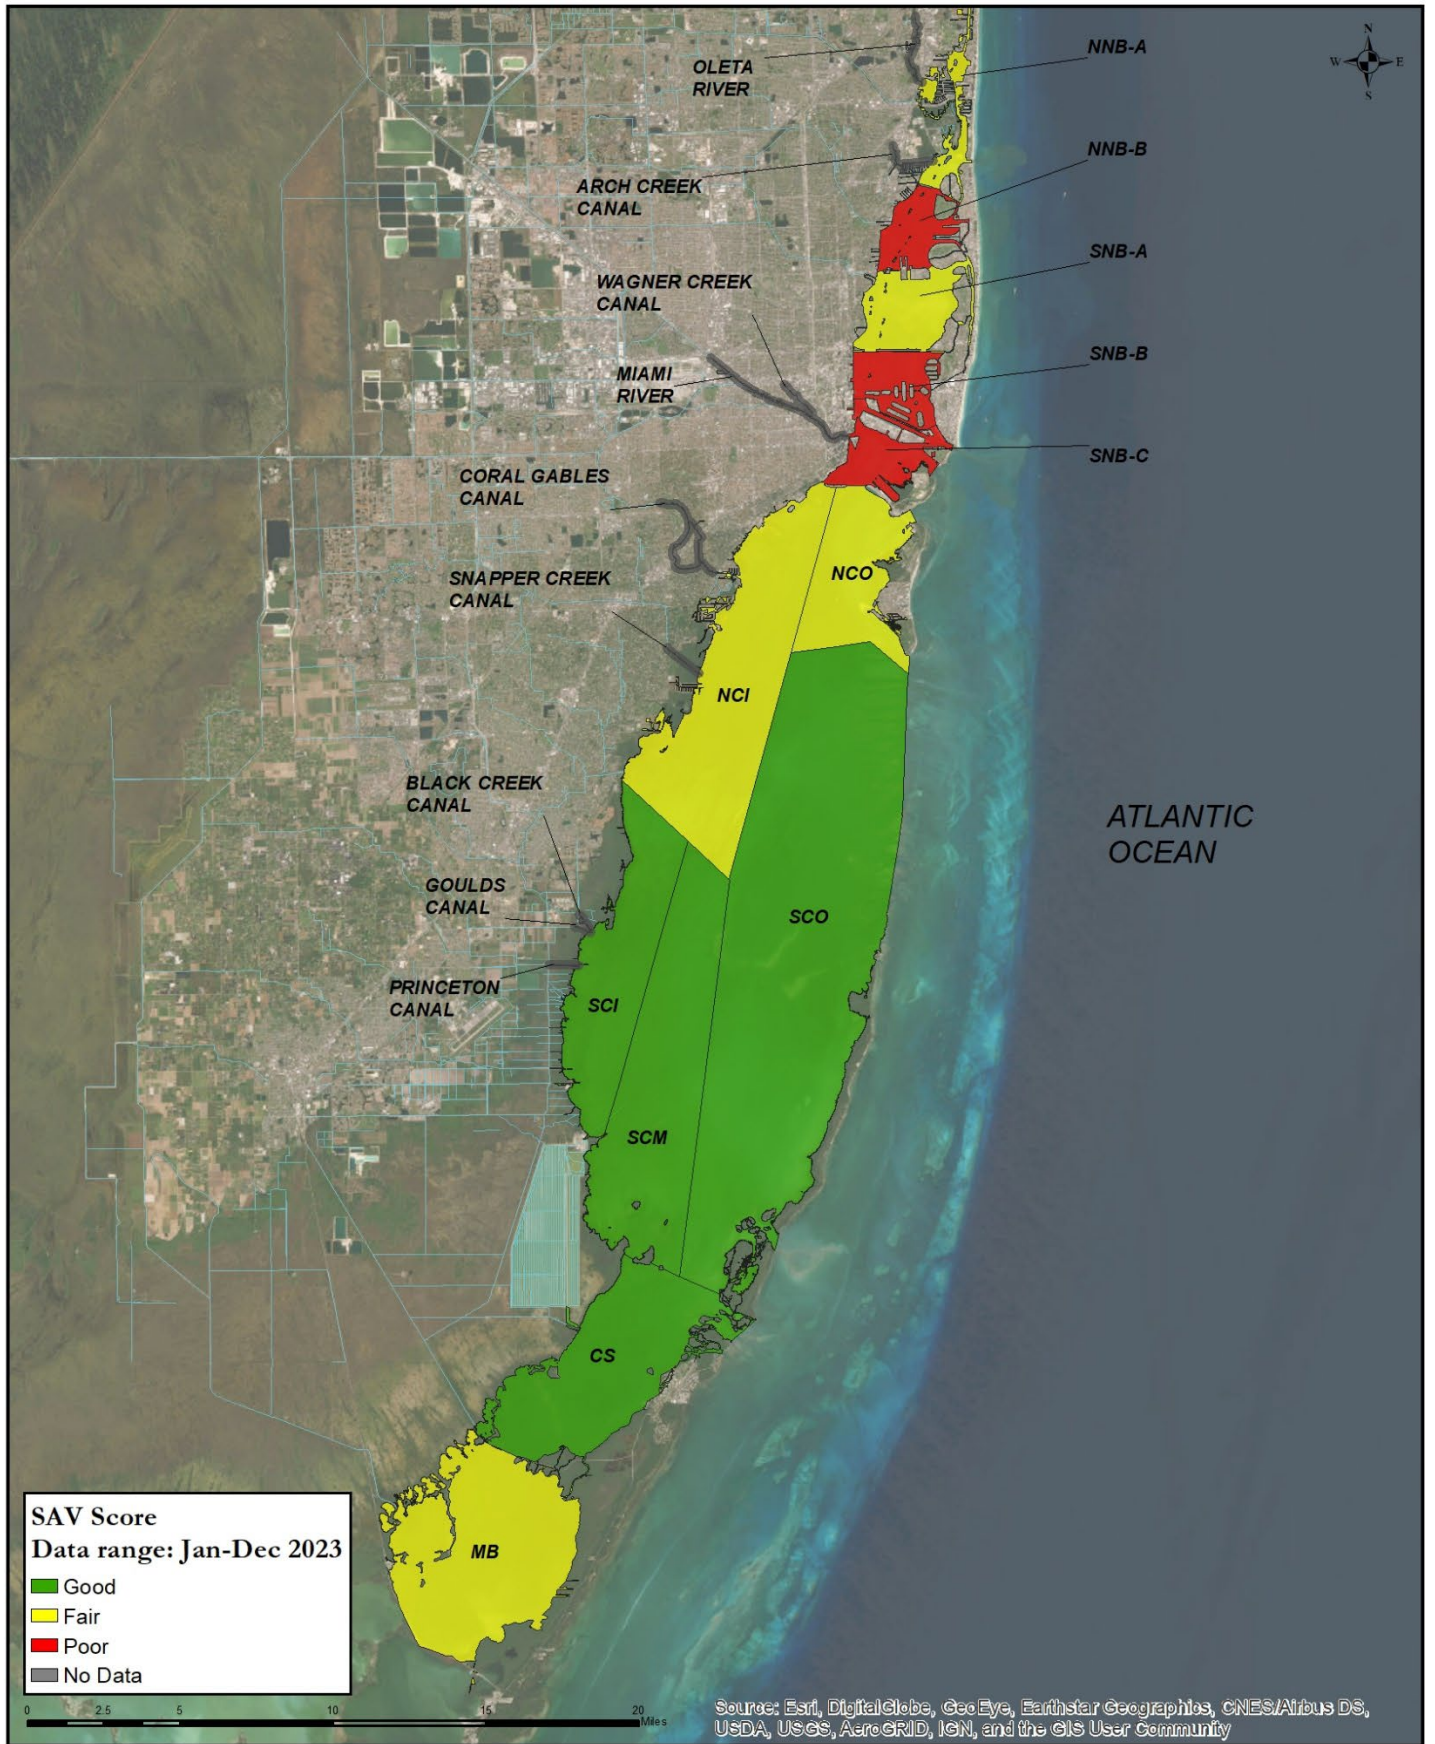 N
W E
S
OLETA
RIVER
NNB-A
NNB-B
ARCH CREEK
CANAL
SNB-A
WAGNER CREEK
CANAL
SNB-B
MIAMI
RIVER
SNB-C
CORAL GABLES
CANAL
NCO
SNAPPER CREEK
CANAL
NCI
BLACK CREEK
CANAL
ATLANTIC
OCEAN
GOULDS
CANAL
SCO
PRINCETON
CANAL
SCI
SCM
CS
MB
SAV Score
Data range: Jan-Dec 2023
Good
Fair
Poor
No Data
0 2.5 5 10 15 20
Miles
Source: Esri, DigitalGlobe, GeoEye, Earthstar Geographics, CNES/Airbus DS,
USDA, USGS, AeroGRID, IGN, and the GIS User Community